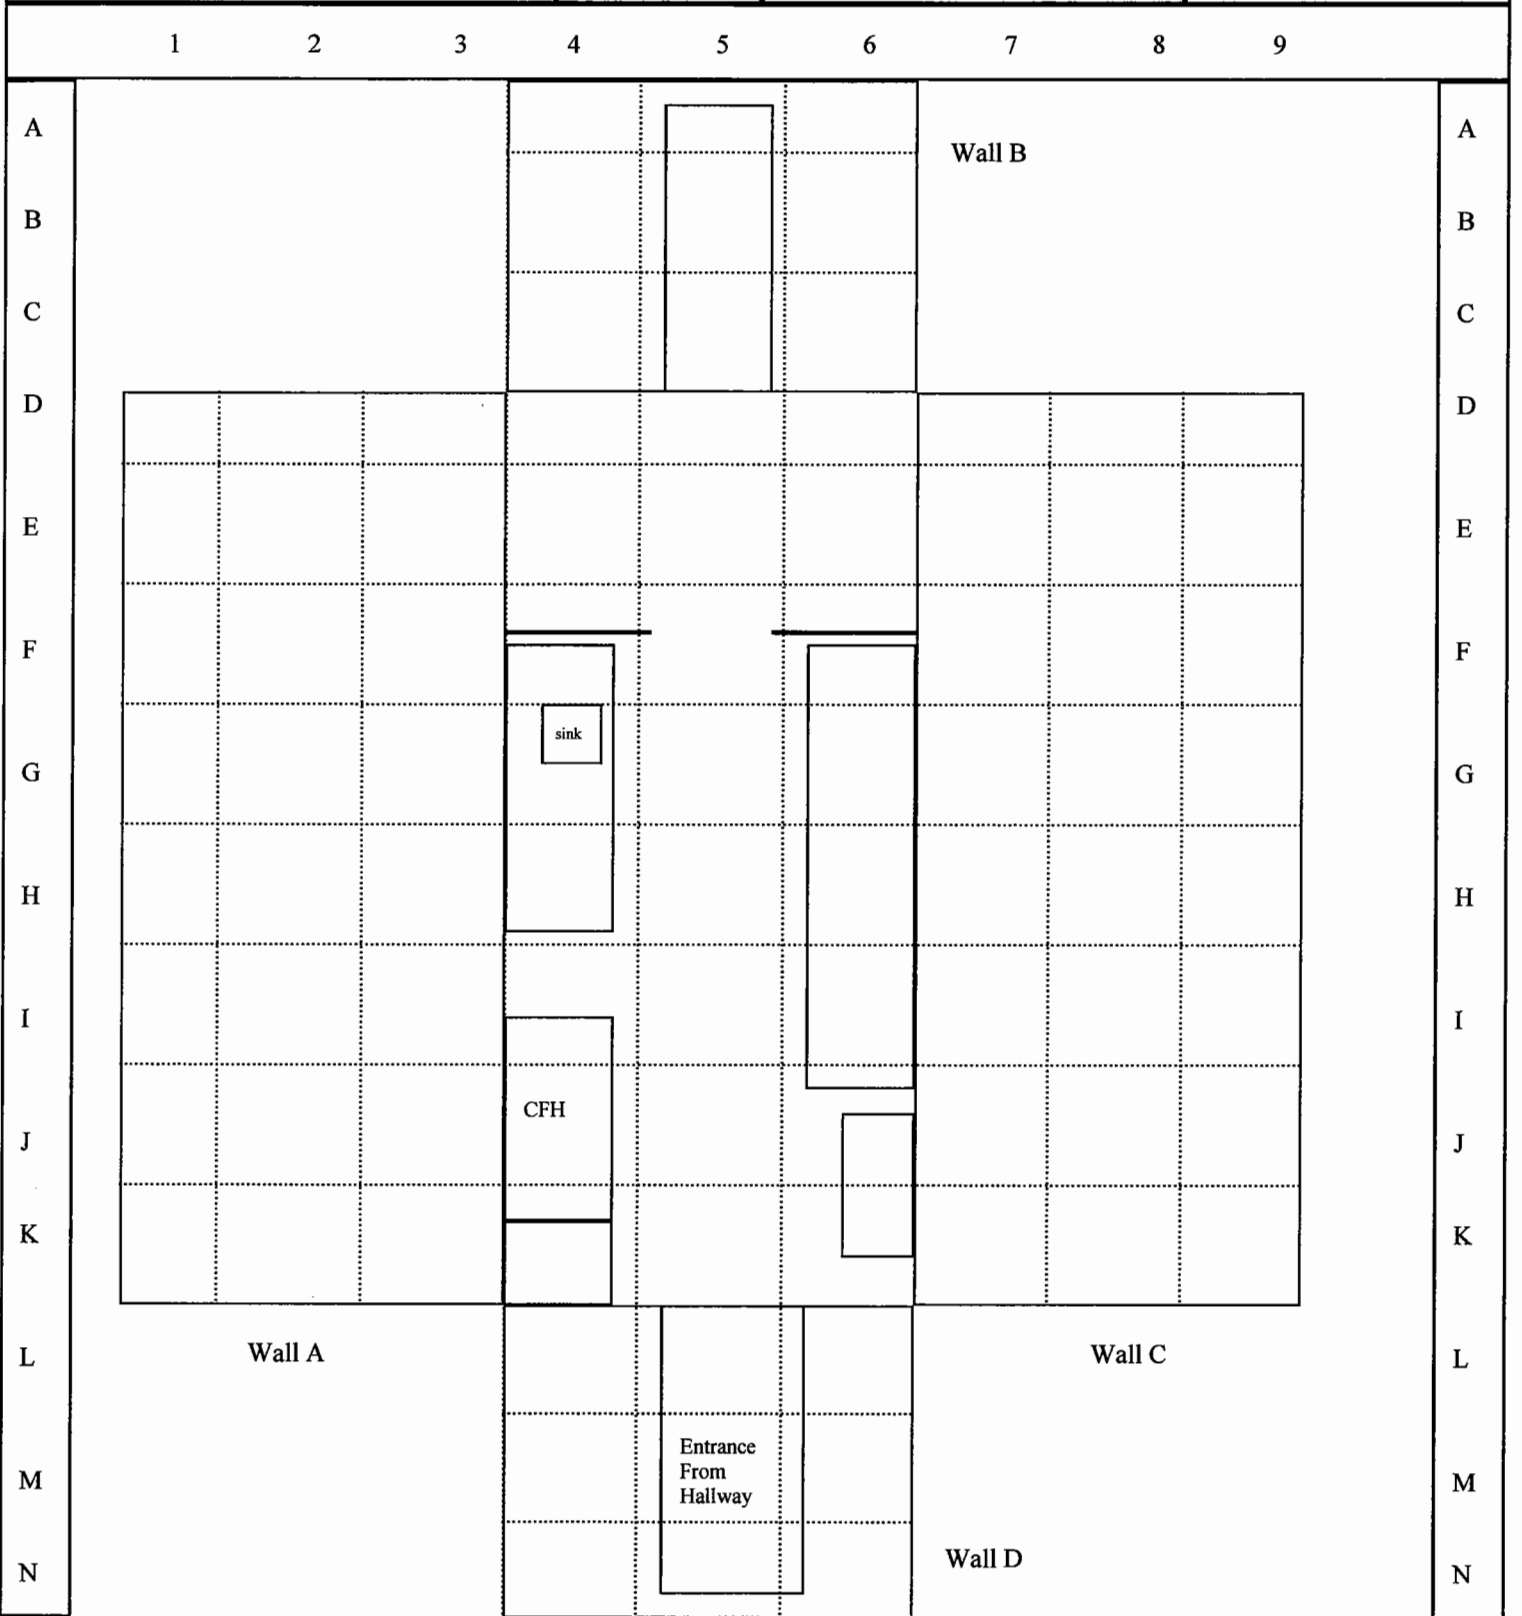 1 2 3 4 5 6 7 8 9
A A
Wall B
B B
C C
D D
E E
F F
sink
G G
H H
I I
CFH
J J
K K
L Wall A Wall C L
Entrance
From
Hallway
M M
Wall D
N N